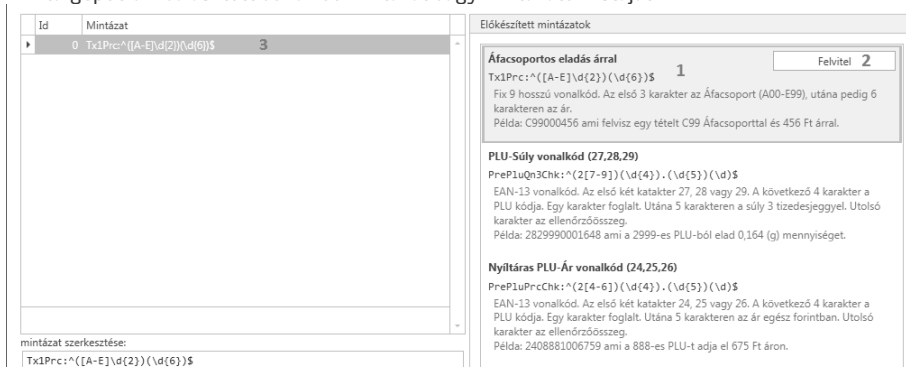 Id Mintázat
0 Tx1Prc:^([A-E]\d{2})(\d{6})$ 3
mintázat szerkesztése:
Tx1Prc:^([A-E]\d{2})(\d{6})$
Előkészített mintázatok
Áfacsoportos eladás árral
Felvitel 2
Tx1Prc:^([A-E]\d{2})(\d{6})$ 1
Fix 9 hosszú vonalkód. Az első 3 karakter az Áfacsoport (A00-E99), utána pedig 6
karakteren az ár.
Példa: C99000456 ami felvisz egy tételt C99 Áfacsoporttal és 456 Ft árral.
PLU-Súly vonalkód (27,28,29)
PrePluQn3Chk:^(2[7-9])(\d{4}).(\d{5})(\d)$
EAN-13 vonalkód. Az első két katakter 27, 28 vagy 29. A következő 4 karakter a
PLU kódja. Egy karakter foglalt. Utána 5 karakteren a súly 3 tizedesjeggyel. Utolsó
karakter az ellenőrzőösszeg.
Példa: 2829990001648 ami a 2999-es PLU-ból elad 0,164 (g) mennyiséget.
Nyíltáras PLU-Ár vonalkód (24,25,26)
PrePluPrcChk:^(2[4-6])(\d{4}).(\d{5})(\d)$
EAN-13 vonalkód. Az első két katakter 24, 25 vagy 26. A következő 4 karakter a
PLU kódja. Egy karakter foglalt. Utána 5 karakteren az ár egész forintban. Utolsó
karakter az ellenőrzőösszeg.
Példa: 2408881006759 ami a 888-es PLU-t adja el 675 Ft áron.